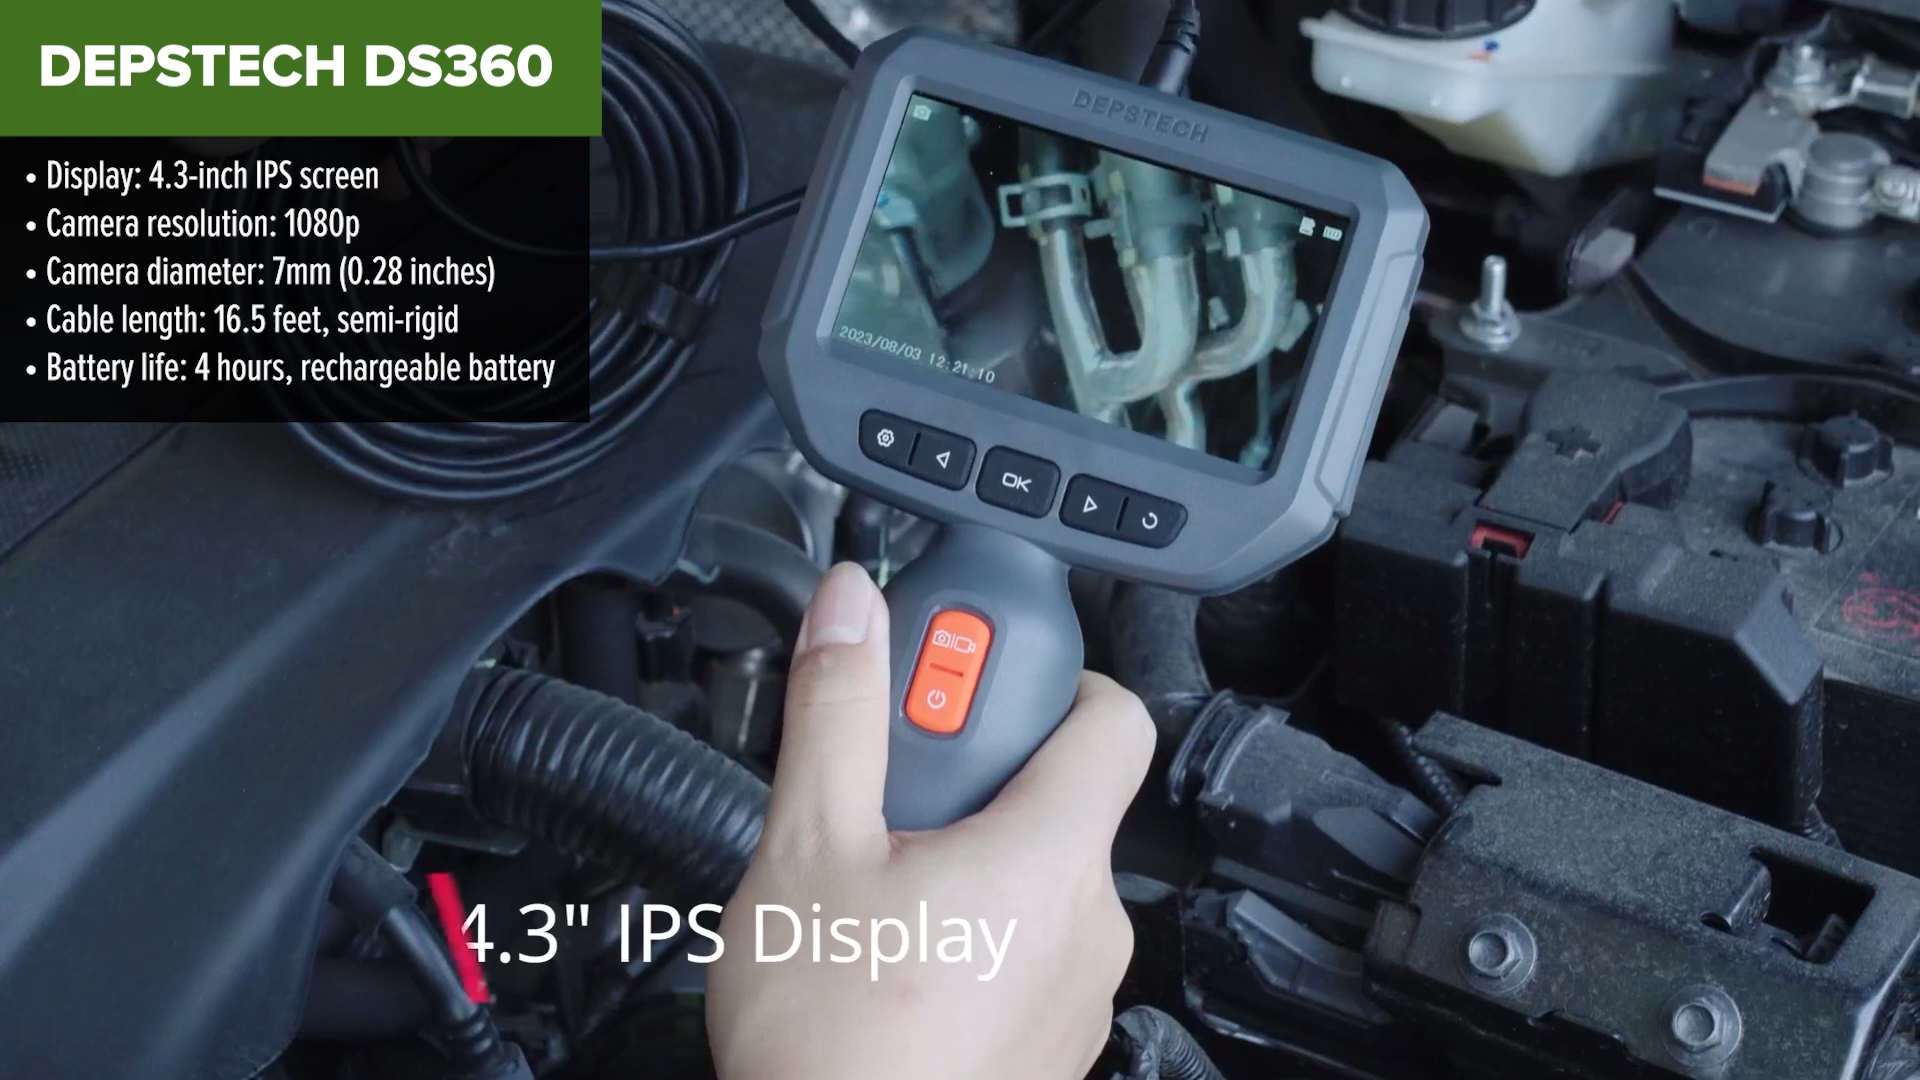 DEPSTECH DS360
• Display: 4.3-inch IPS screen
• Camera resolution: 1080p
• Camera diameter: 7mm (0.28 inches)
• Cable length: 16.5 feet, semi-rigid
• Battery life: 4 hours, rechargeable battery
DEPSTECH
2023/08/03 12:21:10
OK
4.3" IPS Display